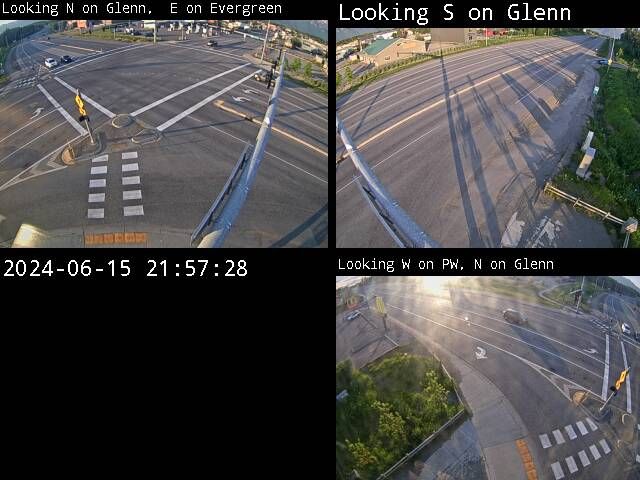 Looking N on Glenn,  E on Evergreen
Looking S on Glenn
2024-06-15 21:57:28
Looking W on PW, N on Glenn